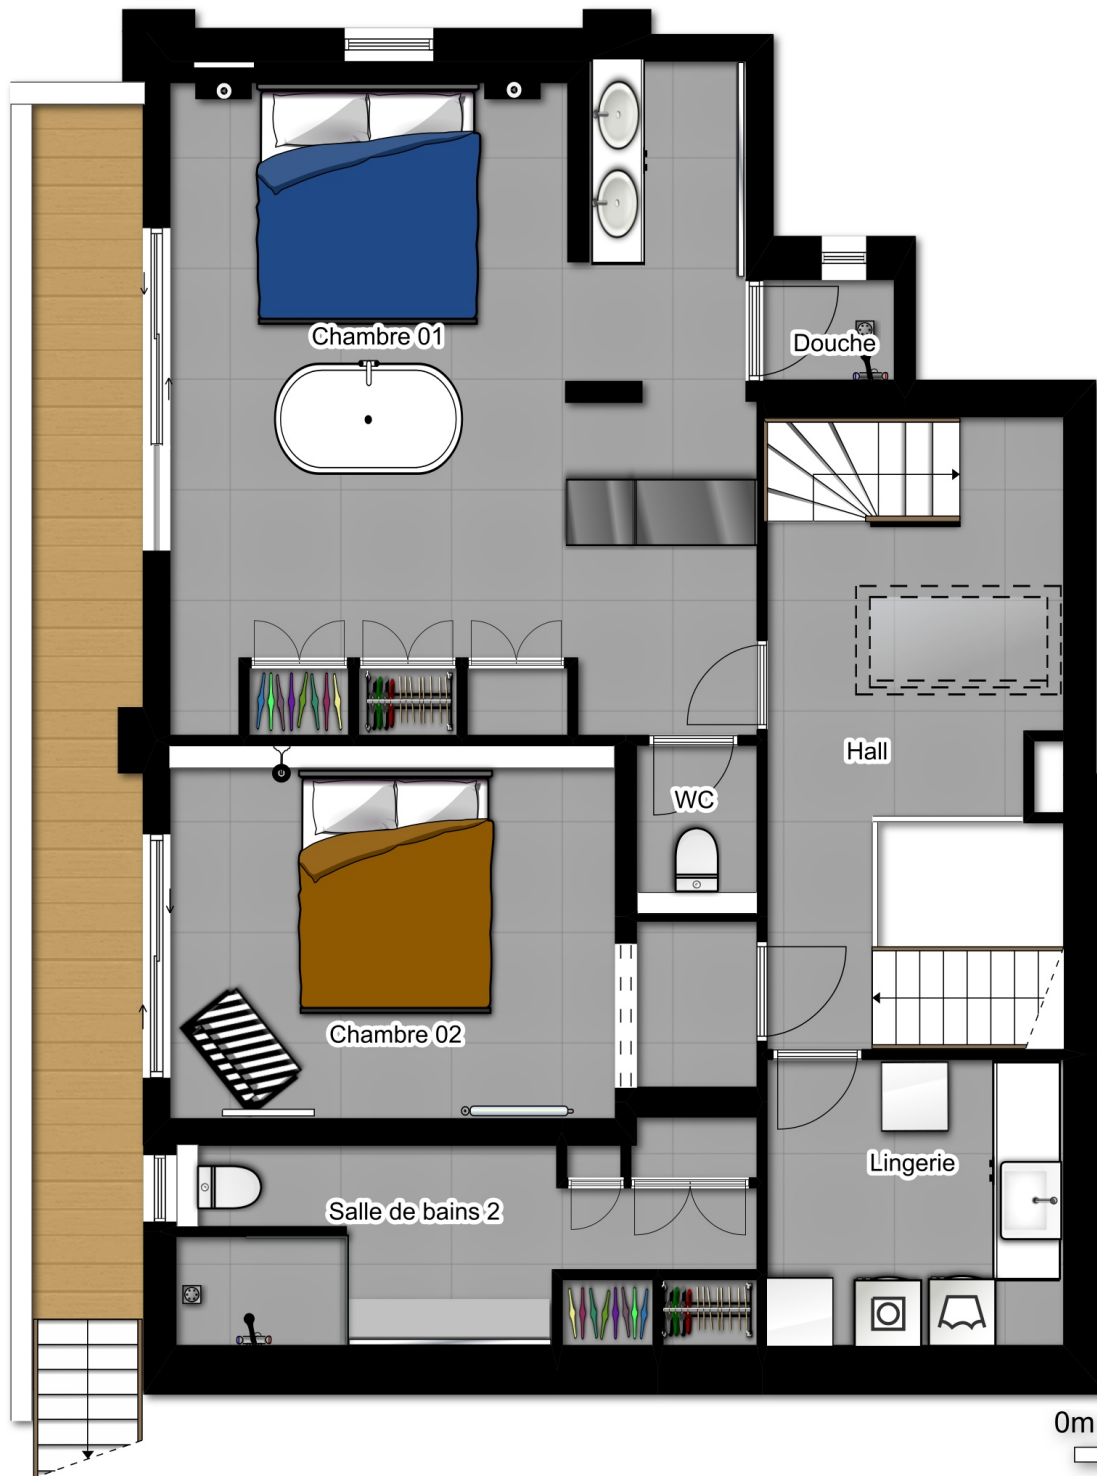 Chambre 01
Douche
Hall
WC
Chambre 02
Lingerie
Salle de bains 2
0m